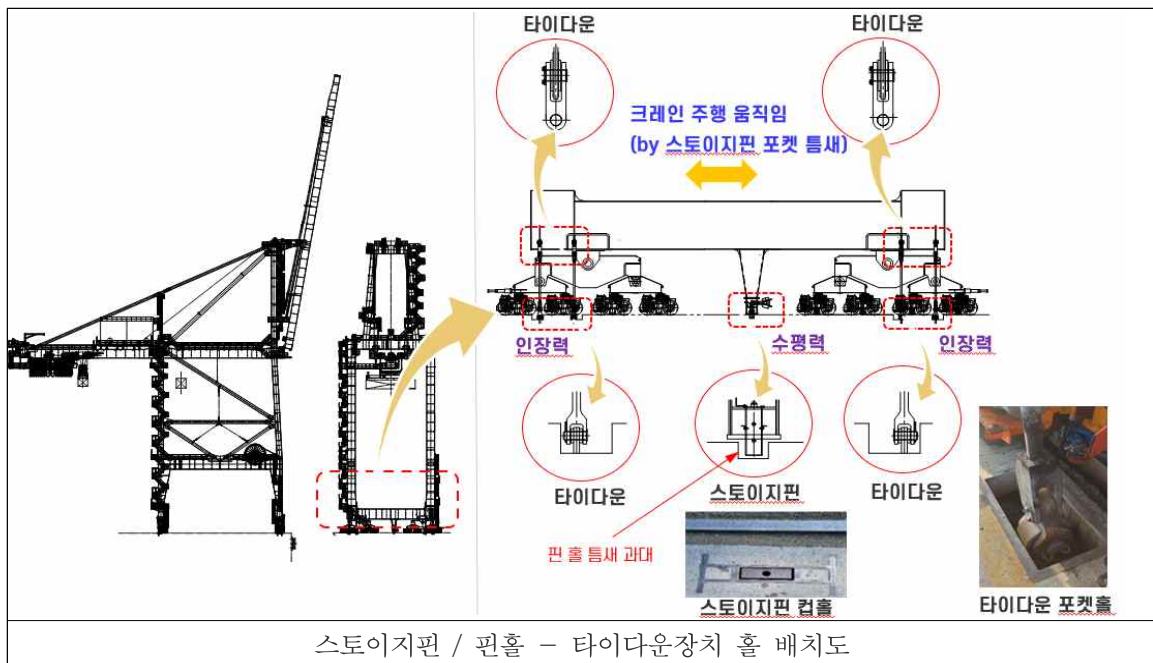 타이다운
타이다운
크레인 주행 움직임
(by 스토이지핀 포켓 틈새)
인장력
수평력
인장력
타이다운
스토이지핀
타이다운
핀 홀 틈새 과대
스토이지핀 컵홀
타이다운 포켓홀
스토이지핀 / 핀홀 - 타이다운장치 홀 배치도